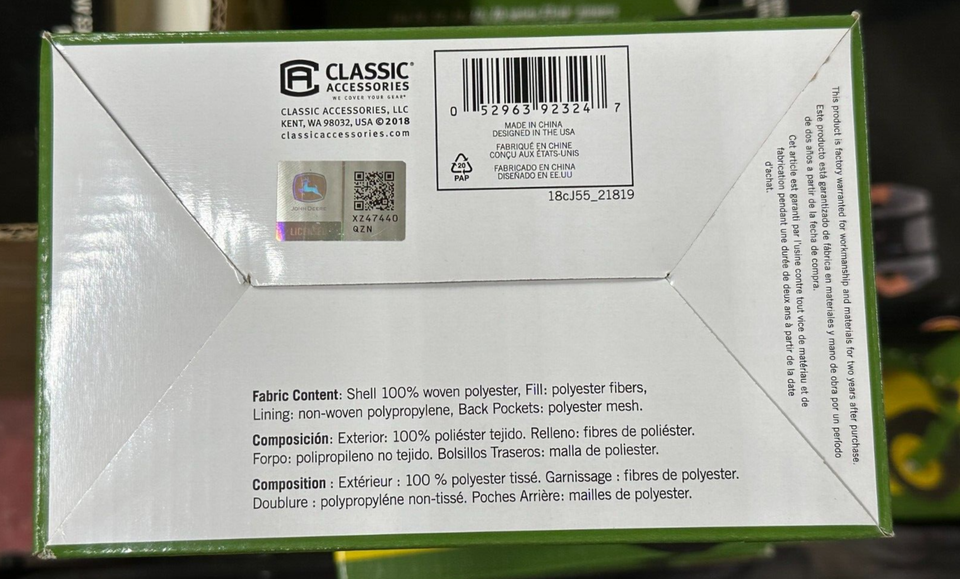 CLASSIC®
ACCESSORIES
WE COVER YOUR GEAR®
CLASSIC ACCESSORIES, LLC
KENT, WA 98032, USA ©2018
classicaccessories.com
JOHN DEERE
XZ47440
QZN
0 52963 92324 7
MADE IN CHINA
DESIGNED IN THE USA
FABRIQUÉ EN CHINE
CONÇU AUX ÉTATS-UNIS
FABRICADO EN CHINA
DISEÑADO EN EE.UU
20
PAP
18cJ55_21819
This product is factory warranted for workmanship and materials for two years after purchase.
Este producto está garantizado de fábrica en materiales y mano de obra por un período
de dos años a partir de la fecha de compra.
Cet article est garanti par l'usine contre tout vice de matériau et de
fabrication pendant une durée de deux ans à partir de la date
d'achat.
Fabric Content: Shell 100% woven polyester, Fill: polyester fibers,
Lining: non-woven polypropylene, Back Pockets: polyester mesh.
Composición: Exterior: 100% poliéster tejido. Relleno: fibres de poliéster.
Forpo: polipropileno no tejido. Bolsillos Traseros: malla de poliester.
Composition : Extérieur : 100 % polyester tissé. Garnissage : fibres de polyester.
Doublure : polypropyléne non-tissé. Poches Arrière: mailles de polyester.